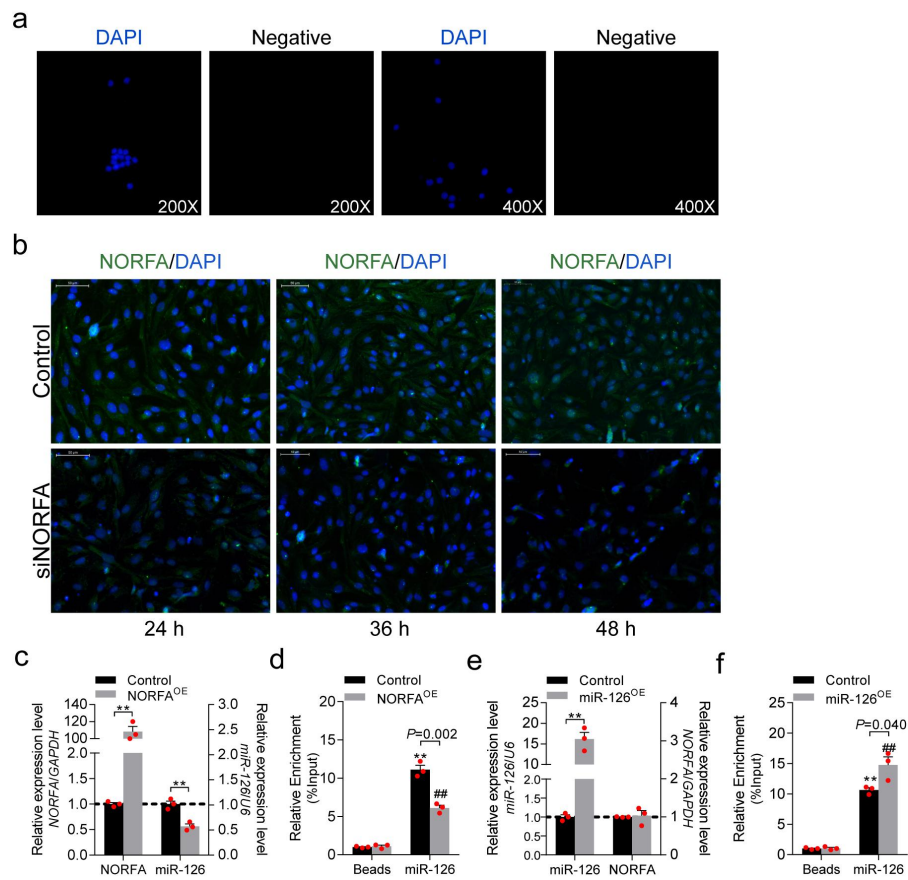 a
DAPI Negative DAPI Negative
200X 200X 400X 400X
b
NORFA/DAPI NORFA/DAPI NORFA/DAPI
Control
siNORFA
24 h 36 h 48 h
c
Control
NORFA^OE
Relative expression level
NORFA/GAPDH
140
120
100
80
2.0
1.5
1.0
0.5
0.0
**
**
3.0
2.5
2.0
1.5
1.0
0.5
0.0
Relative expression level
miR-126/U6
NORFA miR-126
d
Control
NORFA^OE
Relative Enrichment
(%Input)
20
15
10
5
0
P=0.002
**
##
Beads miR-126
e
Control
miR-126^OE
Relative expression level
miR-126/U6
25
20
15
10
2.0
1.5
1.0
0.5
0.0
**
4
3
2
1
0
Relative expression level
NORFA/GAPDH
miR-126 NORFA
f
Control
miR-126^OE
Relative Enrichment
(%Input)
25
20
15
10
5
0
P=0.040
**
##
Beads miR-126